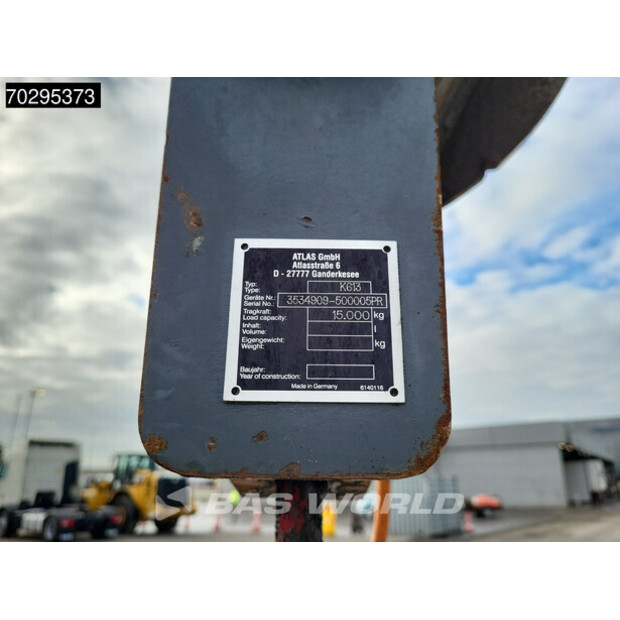 70295373
ATLAS GmbH
Atlasstraße 6
D - 27777 Ganderkesee
Typ:
Type:
K613
Geräte Nr.:
Serial No.:
3534909-500005PR
Tragkraft:
Load capacity:
15.000 kg
Inhalt:
Volume:
l
Eigengewicht:
Weight:
kg
Baujahr:
Year of construction:
Made in Germany
6140116
BAS WORLD